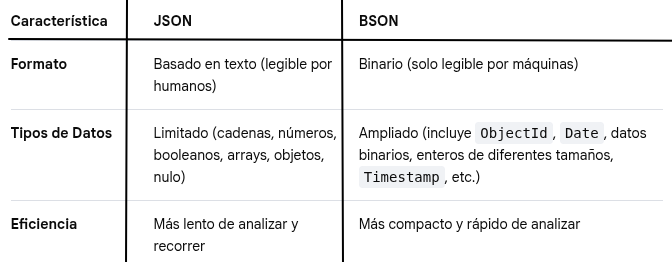 Característica JSON BSON
Formato Basado en texto (legible por Binario (solo legible por máquinas)
humanos)
Tipos de Datos Limitado (cadenas, números, Ampliado (incluye ObjectId, Date, datos
booleanos, arrays, objetos, binarios, enteros de diferentes tamaños,
nulo) Timestamp, etc.)
Eficiencia Más lento de analizar y Más compacto y rápido de analizar
recorrer